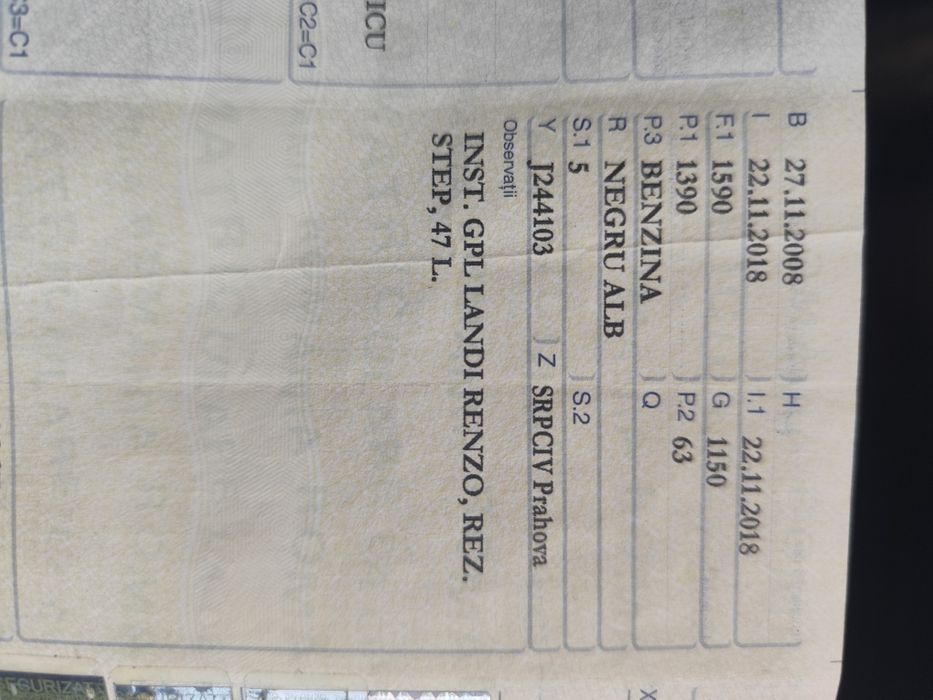 B 27.11.2008 H
I 22.11.2018 I.1 22.11.2018
F.1 1590 G 1150
P.1 1390 P.2 63
P.3 BENZINA Q
R NEGRU ALB
S.1 5 S.2
Y J244103 Z SRPCIV Prahova
Observații
INST. GPL LANDI RENZO, REZ.
STEP, 47 L.
ICU
C2=C1
3=C1
X